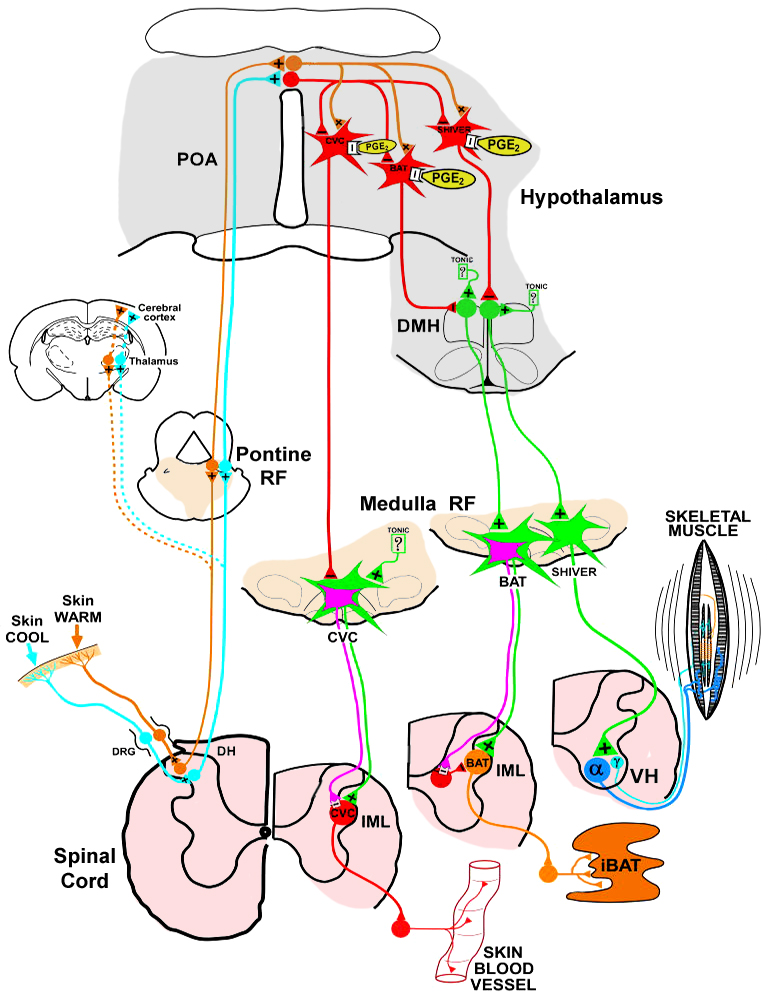 POA
CVC
PGE2
BAT
PGE2
SHIVER
PGE2
Hypothalamus
TONIC
?
TONIC
?
DMH
Cerebral
cortex
Thalamus
Pontine
RF
Medulla RF
TONIC
?
CVC
BAT
SHIVER
SKELETAL
MUSCLE
Skin
COOL
Skin
WARM
DRG
DH
Spinal
Cord
CVC
IML
BAT
IML
α
γ
VH
iBAT
SKIN
BLOOD
VESSEL